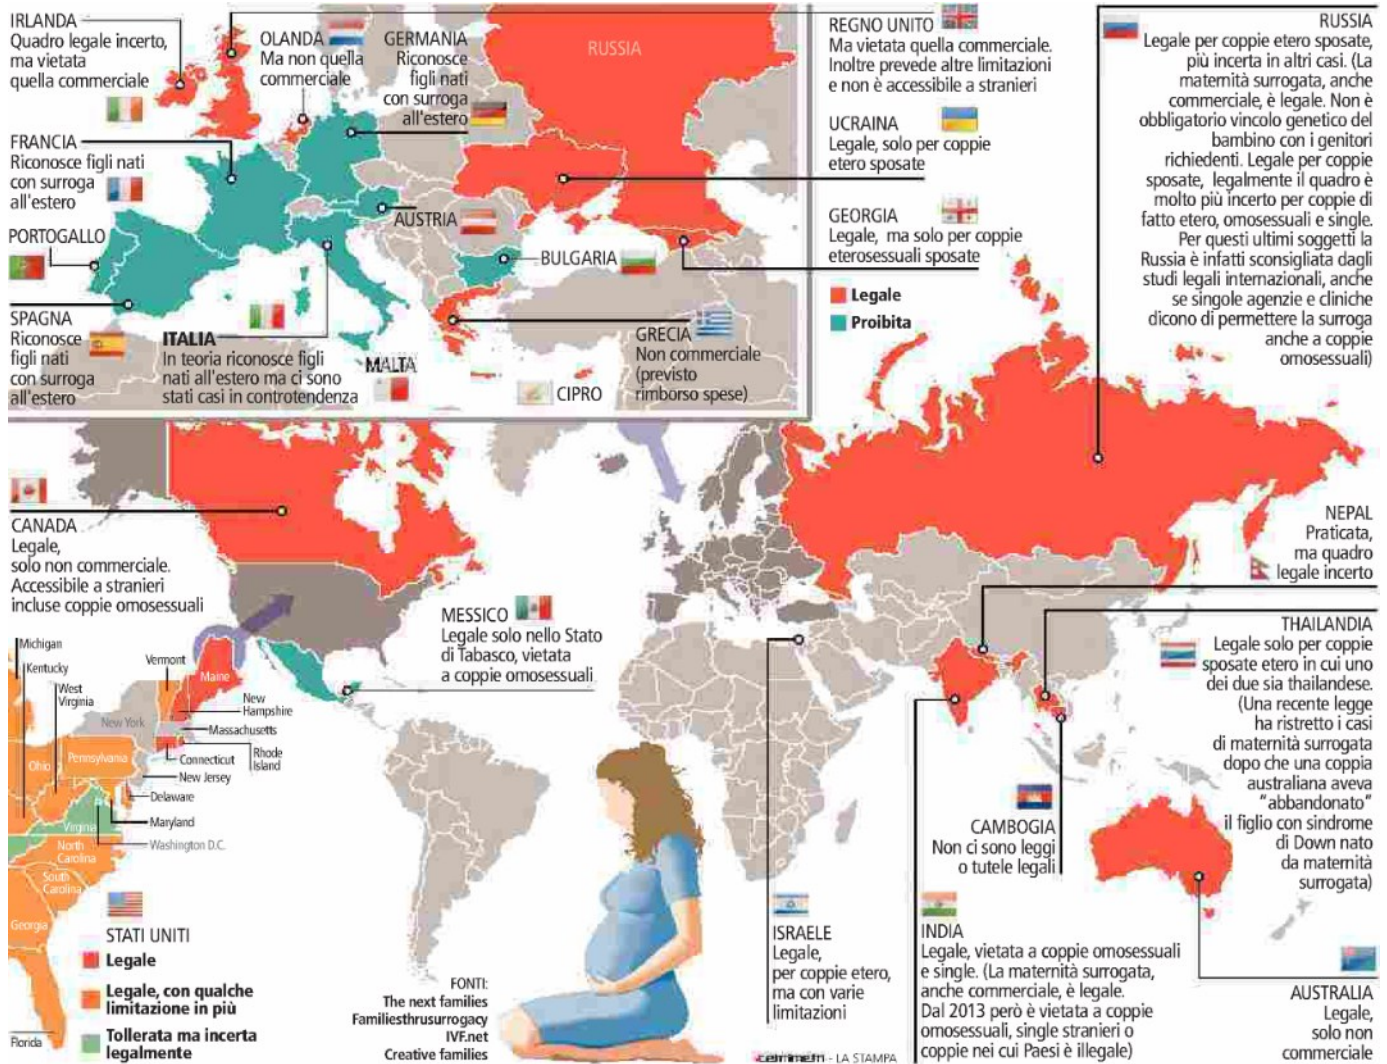 IRLANDA
Quadro legale incerto,
ma vietata
quella commerciale
OLANDA
Ma non quella
commerciale
GERMANIA
Riconosce
figli nati
con surroga
all'estero
RUSSIA
REGNO UNITO
Ma vietata quella commerciale.
Inoltre prevede altre limitazioni
e non è accessibile a stranieri
RUSSIA
Legale per coppie etero sposate,
più incerta in altri casi. (La
maternità surrogata, anche
commerciale, è legale. Non è
obbligatorio vincolo genetico del
bambino con i genitori
richiedenti. Legale per coppie
sposate, legalmente il quadro è
molto più incerto per coppie di
fatto etero, omosessuali e single.
Per questi ultimi soggetti la
Russia è infatti sconsigliata dagli
studi legali internazionali, anche
se singole agenzie e cliniche
dicono di permettere la surroga
anche a coppie
omosessuali)
FRANCIA
Riconosce figli nati
con surroga
all'estero
UCRAINA
Legale, solo per coppie
etero sposate
GEORGIA
Legale, ma solo per coppie
eterosessuali sposate
AUSTRIA
PORTOGALLO
BULGARIA
Legale
Proibita
SPAGNA
Riconosce
figli nati
con surroga
all'estero
ITALIA
In teoria riconosce figli
nati all'estero ma ci sono
stati casi in controtendenza
MALTA
CIPRO
GRECIA
Non commerciale
(previsto
rimborso spese)
CANADA
Legale,
solo non commerciale.
Accessibile a stranieri
incluse coppie omosessuali
MESSICO
Legale solo nello Stato
di Tabasco, vietata
a coppie omosessuali
NEPAL
Praticata,
ma quadro
legale incerto
THAILANDIA
Legale solo per coppie
sposate etero in cui uno
dei due sia thailandese.
(Una recente legge
ha ristretto i casi
di maternità surrogata
dopo che una coppia
australiana aveva
"abbandonato"
il figlio con sindrome
di Down nato
da maternità
surrogata)
Michigan
Kentucky
West
Virginia
Vermont
Maine
New
Hampshire
New York
Massachusetts
Rhode
Island
Connecticut
Ohio
Pennsylvania
New Jersey
Delaware
Maryland
Virginia
Washington D.C.
North
Carolina
South
Carolina
Georgia
Florida
STATI UNITI
Legale
Legale, con qualche
limitazione in più
Tollerata ma incerta
legalmente
FONTI:
The next families
Familiesthrusurrogacy
IVF.net
Creative families
CAMBOGIA
Non ci sono leggi
o tutele legali
ISRAELE
Legale,
per coppie etero,
ma con varie
limitazioni
INDIA
Legale, vietata a coppie omosessuali
e single. (La maternità surrogata,
anche commerciale, è legale.
Dal 2013 però è vietata a coppie
omosessuali, single stranieri o
coppie nei cui Paesi è illegale)
AUSTRALIA
Legale,
solo non
commerciale
- LA STAMPA